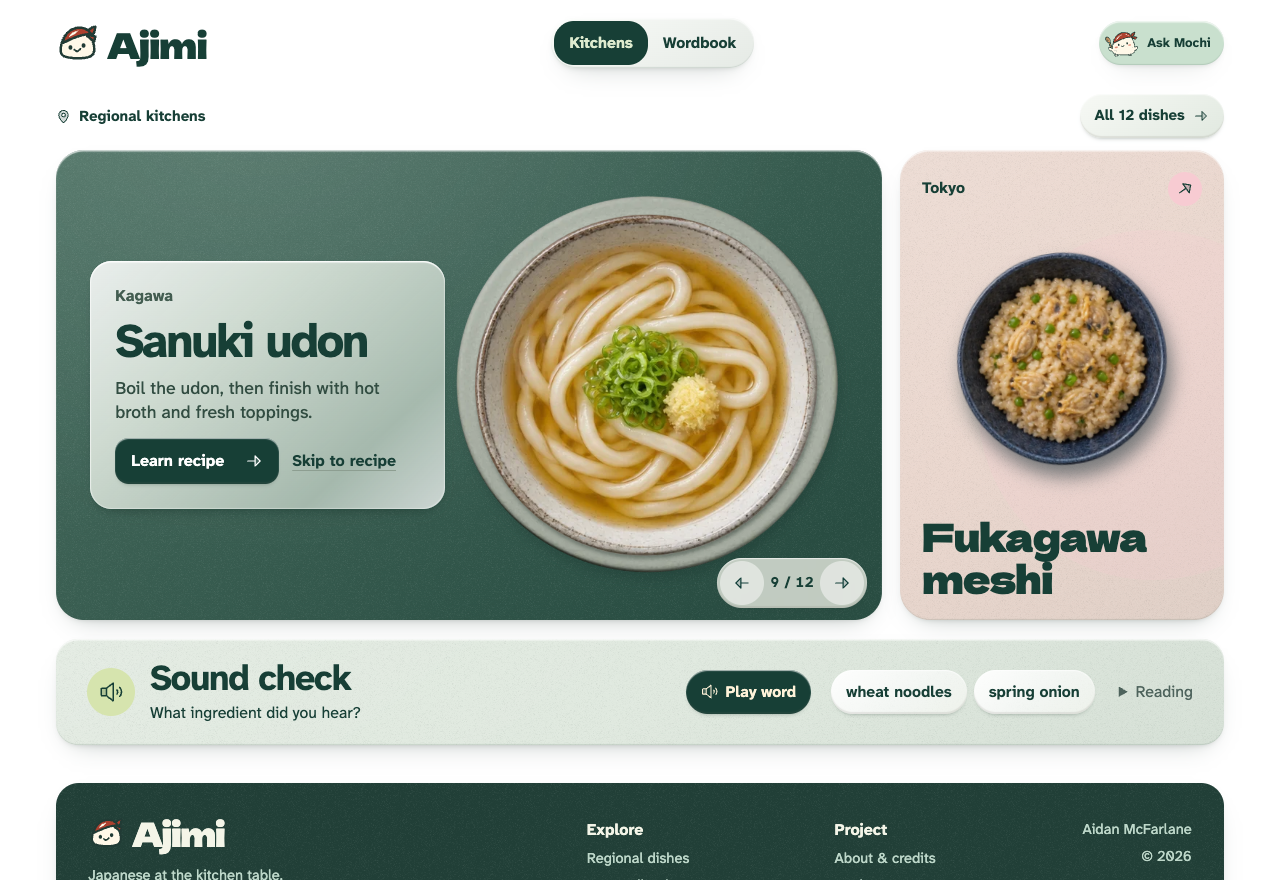 Ajimi
Kitchens
Wordbook
Ask Mochi
Regional kitchens
All 12 dishes
Kagawa
Sanuki udon
Boil the udon, then finish with hot
broth and fresh toppings.
Learn recipe
Skip to recipe
9 / 12
Tokyo
Fukagawa
meshi
Sound check
What ingredient did you hear?
Play word
wheat noodles
spring onion
Reading
Ajimi
Japanese at the kitchen table.
Explore
Regional dishes
Project
About & credits
Aidan McFarlane
© 2026